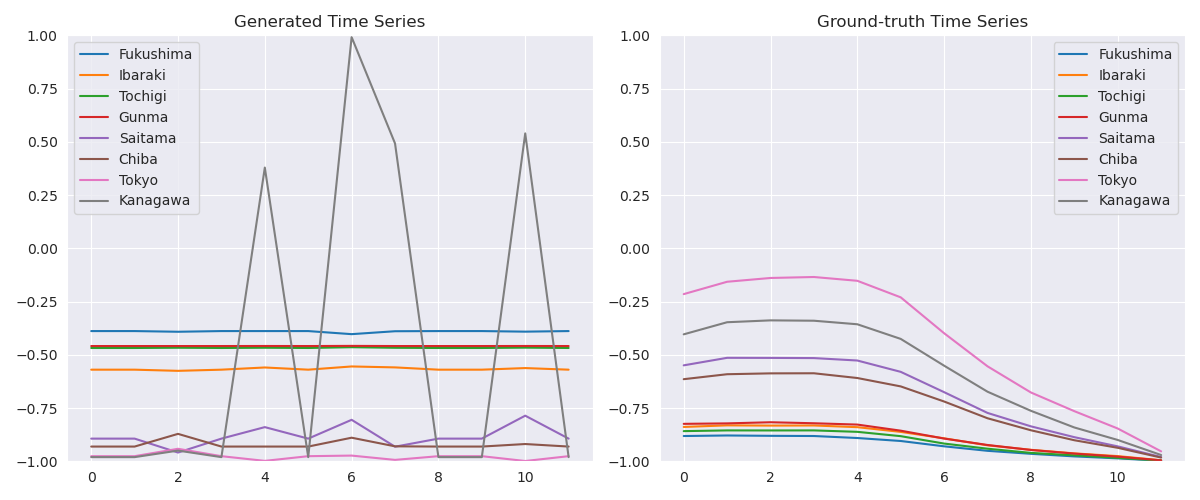 Generated Time Series
1.00
0.75
0.50
0.25
0.00
−0.25
−0.50
−0.75
−1.00
0 2 4 6 8 10
Fukushima
Ibaraki
Tochigi
Gunma
Saitama
Chiba
Tokyo
Kanagawa
Ground-truth Time Series
1.00
0.75
0.50
0.25
0.00
−0.25
−0.50
−0.75
−1.00
0 2 4 6 8 10
Fukushima
Ibaraki
Tochigi
Gunma
Saitama
Chiba
Tokyo
Kanagawa